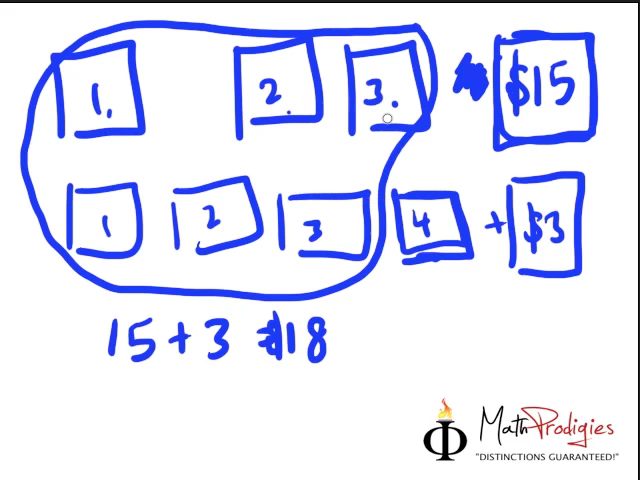 1. 2. 3. $15
1 2 3 4 + $3
15 + 3 = $18
Φ MathProdigies
"DISTINCTIONS GUARANTEED!"